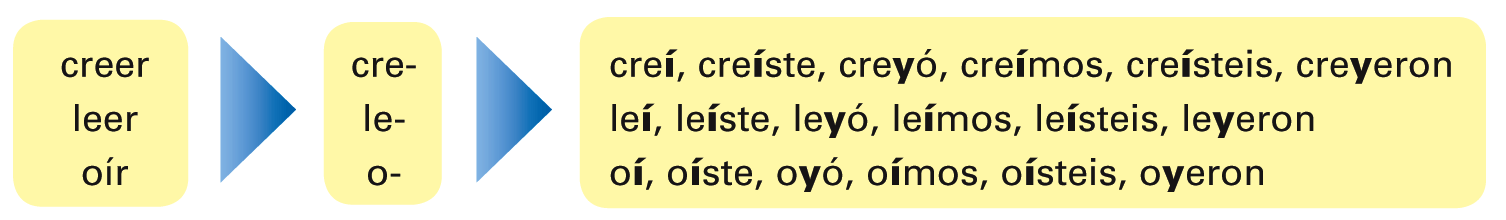 creer cre- creí, creíste, creyó, creímos, creísteis, creyeron
leer le- leí, leíste, leyó, leímos, leísteis, leyeron
oír o- oí, oíste, oyó, oímos, oísteis, oyeron